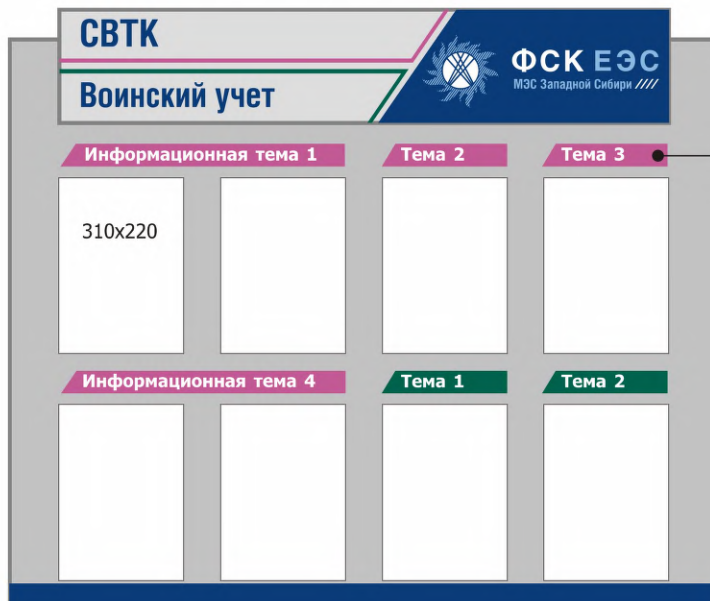 СВТК
Воинский учет
ФСК ЕЭС
МЭС Западной Сибири ////
Информационная тема 1
Тема 2
Тема 3
310x220
Информационная тема 4
Тема 1
Тема 2